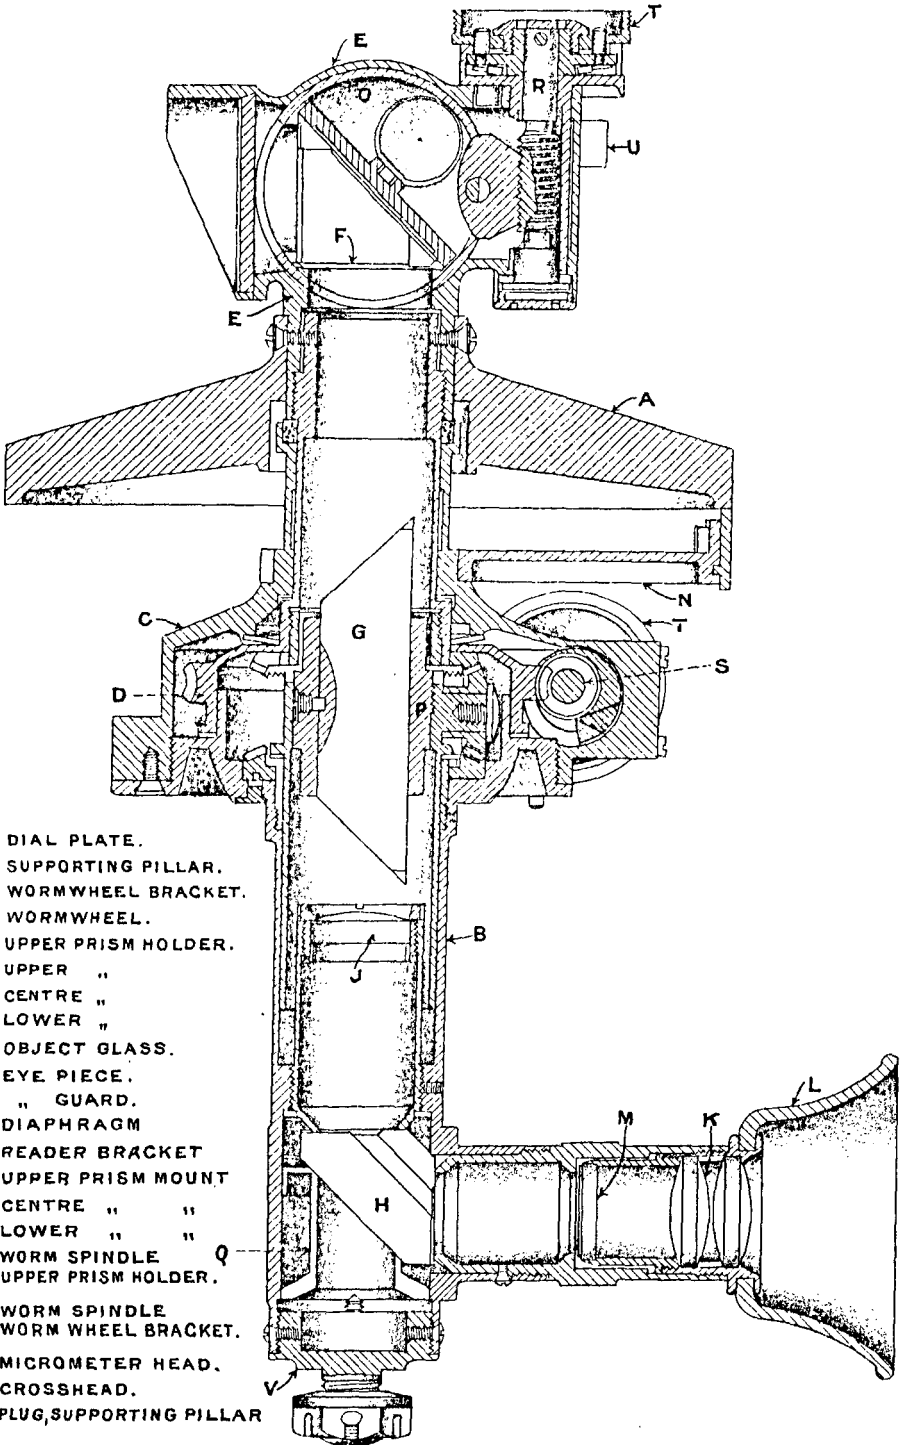 T
E
O
R
U
F
E
A
N
C
T
G
S
D
P
DIAL PLATE.
SUPPORTING PILLAR.
WORMWHEEL BRACKET.
WORMWHEEL.
UPPER PRISM HOLDER.
B
UPPER „
J
CENTRE „
LOWER „
OBJECT GLASS.
EYE PIECE.
„ GUARD.
L
DIAPHRAGM
M
K
READER BRACKET
UPPER PRISM MOUNT
CENTRE „ „
H
LOWER „ „
WORM SPINDLE
Q
UPPER PRISM HOLDER.
WORM SPINDLE
WORM WHEEL BRACKET.
MICROMETER HEAD.
V
CROSSHEAD.
PLUG, SUPPORTING PILLAR